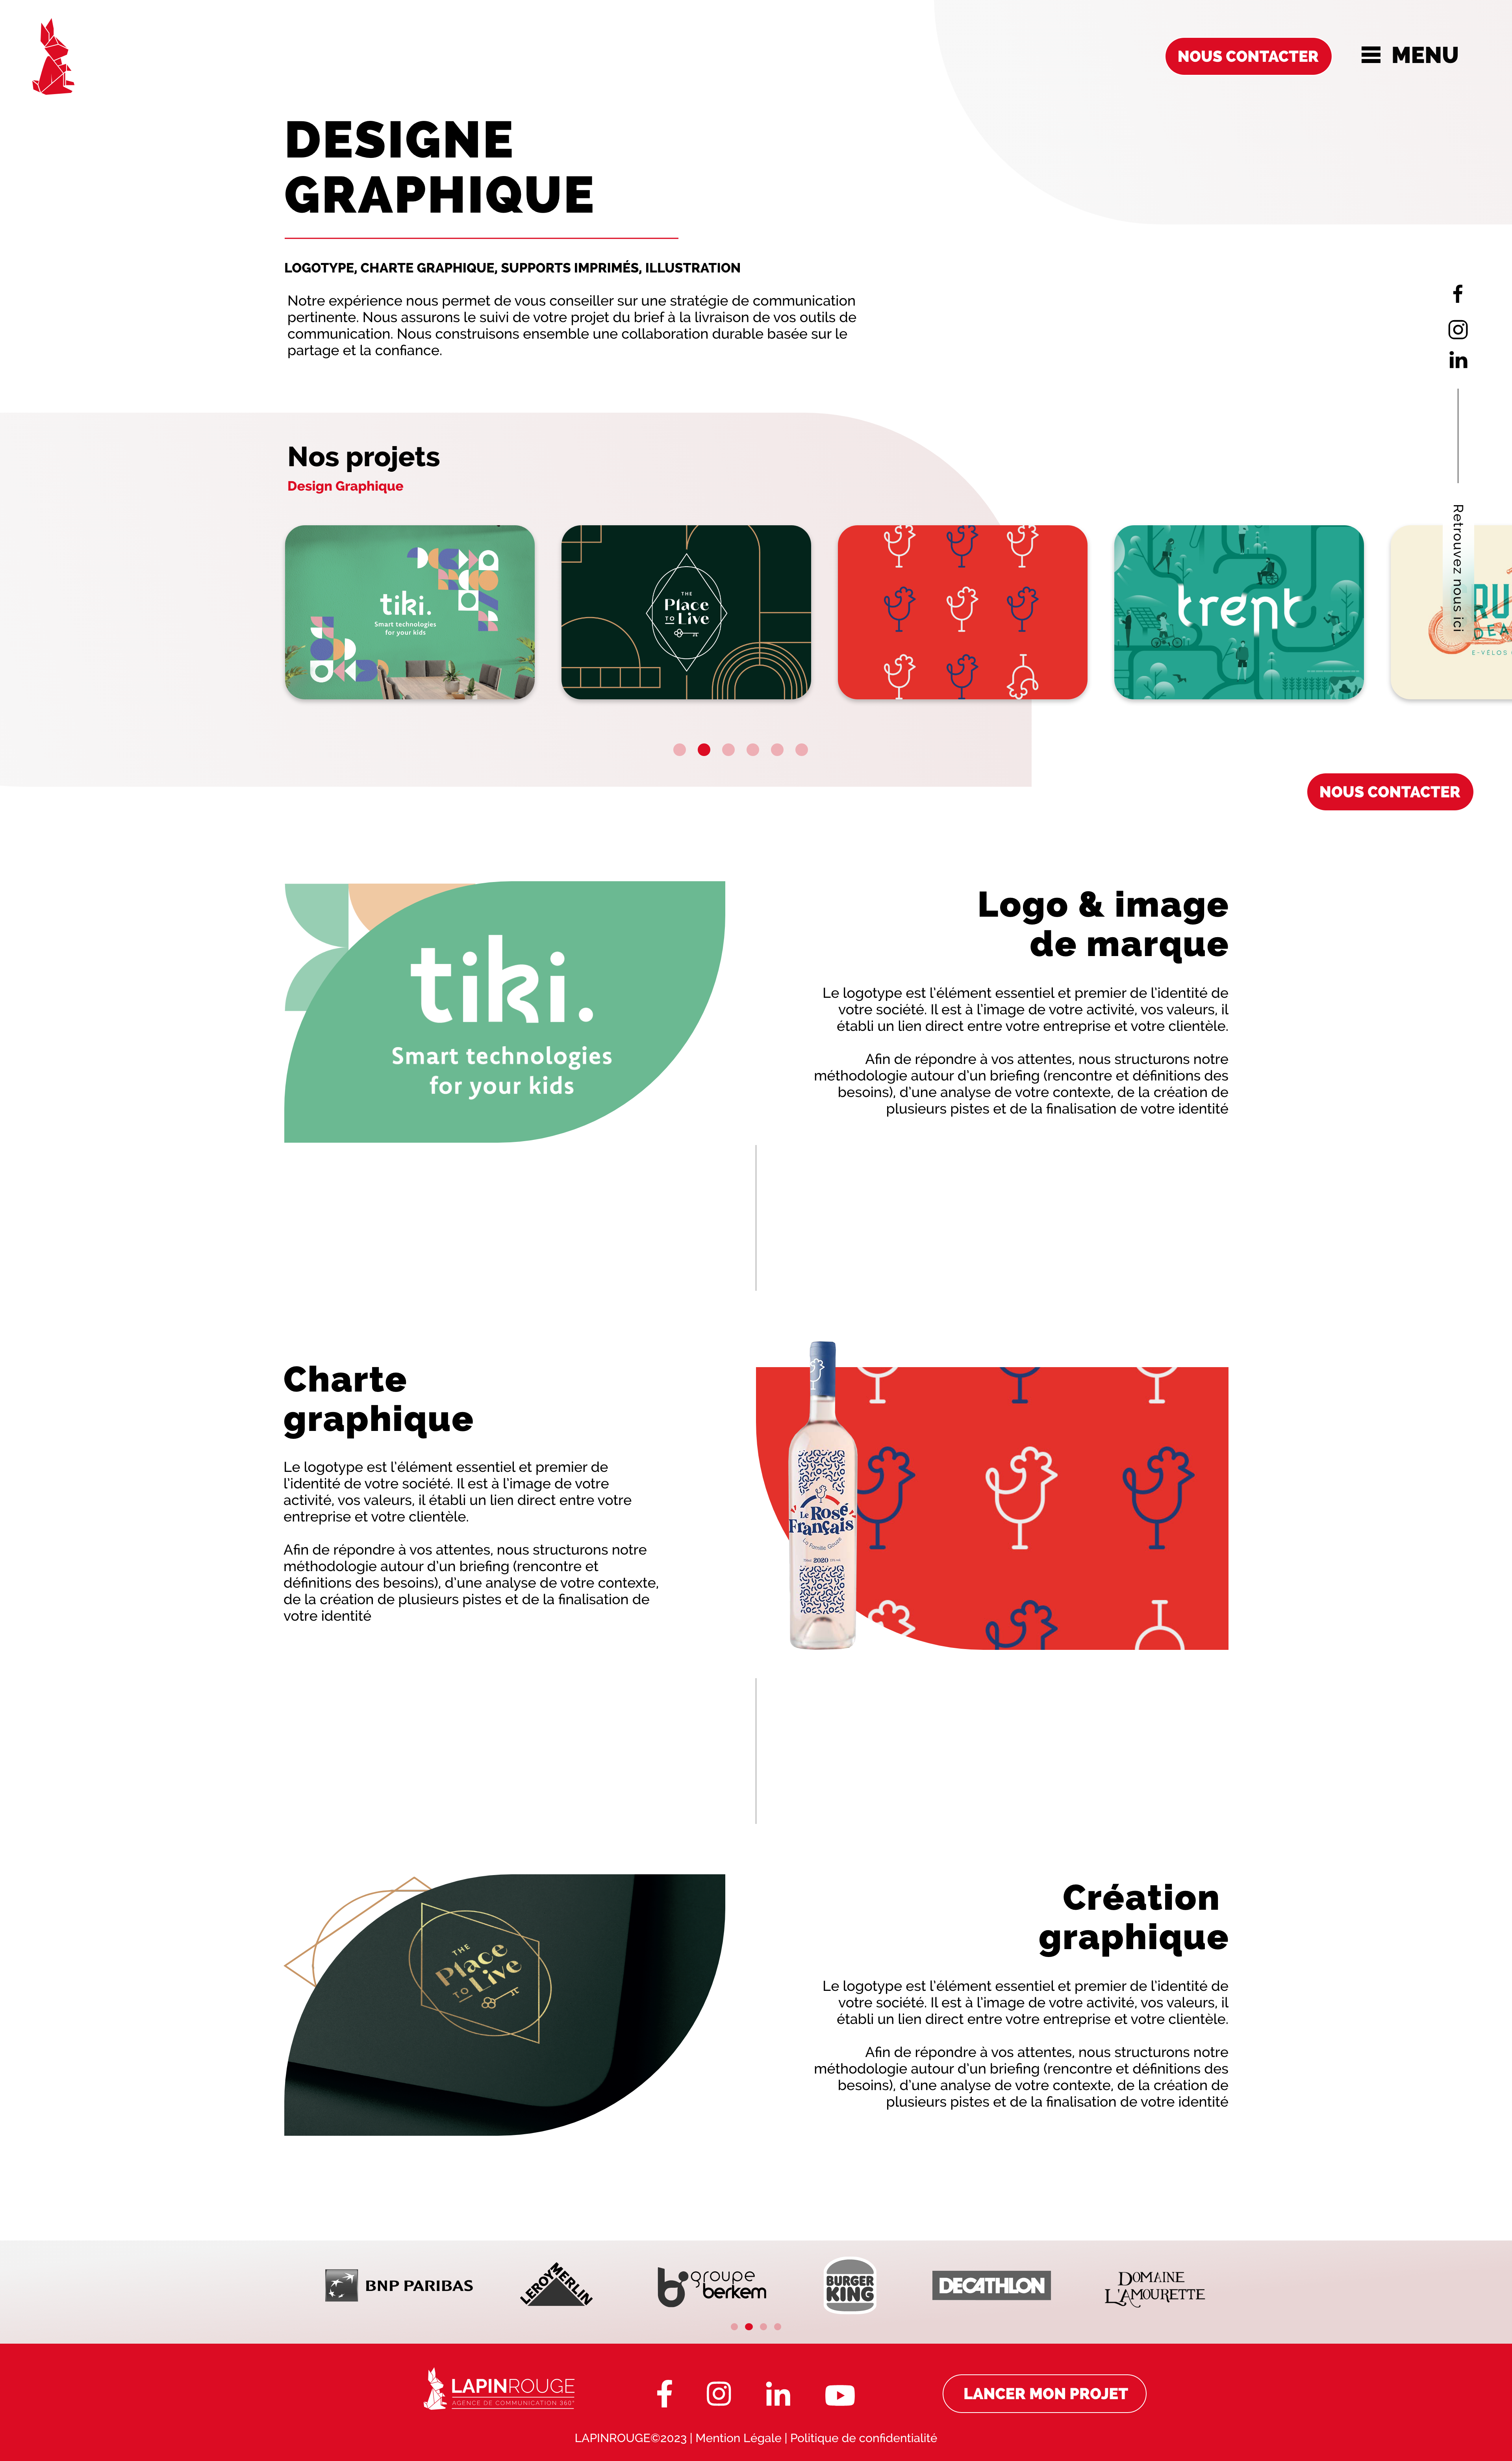 NOUS CONTACTER
MENU
DESIGNE
GRAPHIQUE
LOGOTYPE, CHARTE GRAPHIQUE, SUPPORTS IMPRIMÉS, ILLUSTRATION
Notre expérience nous permet de vous conseiller sur une stratégie de communication
pertinente. Nous assurons le suivi de votre projet du brief à la livraison de vos outils de
communication. Nous construisons ensemble une collaboration durable basée sur le
partage et la confiance.
Retrouvez nous ici
Nos projets
Design Graphique
tiki.
Smart technologies
for your kids
THE
Place
TO Live
trent
RU
DEA
E-VÉLOS
NOUS CONTACTER
tiki.
Smart technologies
for your kids
Logo & image
de marque
Le logotype est l'élément essentiel et premier de l'identité de
votre société. Il est à l'image de votre activité, vos valeurs, il
établi un lien direct entre votre entreprise et votre clientèle.
Afin de répondre à vos attentes, nous structurons notre
méthodologie autour d'un briefing (rencontre et définitions des
besoins), d'une analyse de votre contexte, de la création de
plusieurs pistes et de la finalisation de votre identité
Charte
graphique
Le logotype est l'élément essentiel et premier de
l'identité de votre société. Il est à l'image de votre
activité, vos valeurs, il établi un lien direct entre votre
entreprise et votre clientèle.
Afin de répondre à vos attentes, nous structurons notre
méthodologie autour d'un briefing (rencontre et
définitions des besoins), d'une analyse de votre contexte,
de la création de plusieurs pistes et de la finalisation de
votre identité
Le Rosé
Français
La Famille
2020
THE
Place
TO Live
Création
graphique
Le logotype est l'élément essentiel et premier de l'identité de
votre société. Il est à l'image de votre activité, vos valeurs, il
établi un lien direct entre votre entreprise et votre clientèle.
Afin de répondre à vos attentes, nous structurons notre
méthodologie autour d'un briefing (rencontre et définitions des
besoins), d'une analyse de votre contexte, de la création de
plusieurs pistes et de la finalisation de votre identité
BNP PARIBAS
LEROY MERLIN
groupe
berkem
BURGER
KING
DECATHLON
DOMAINE
L'AMOURETTE
LAPINROUGE
AGENCE DE COMMUNICATION 360°
LANCER MON PROJET
LAPINROUGE©2023 | Mention Légale | Politique de confidentialité